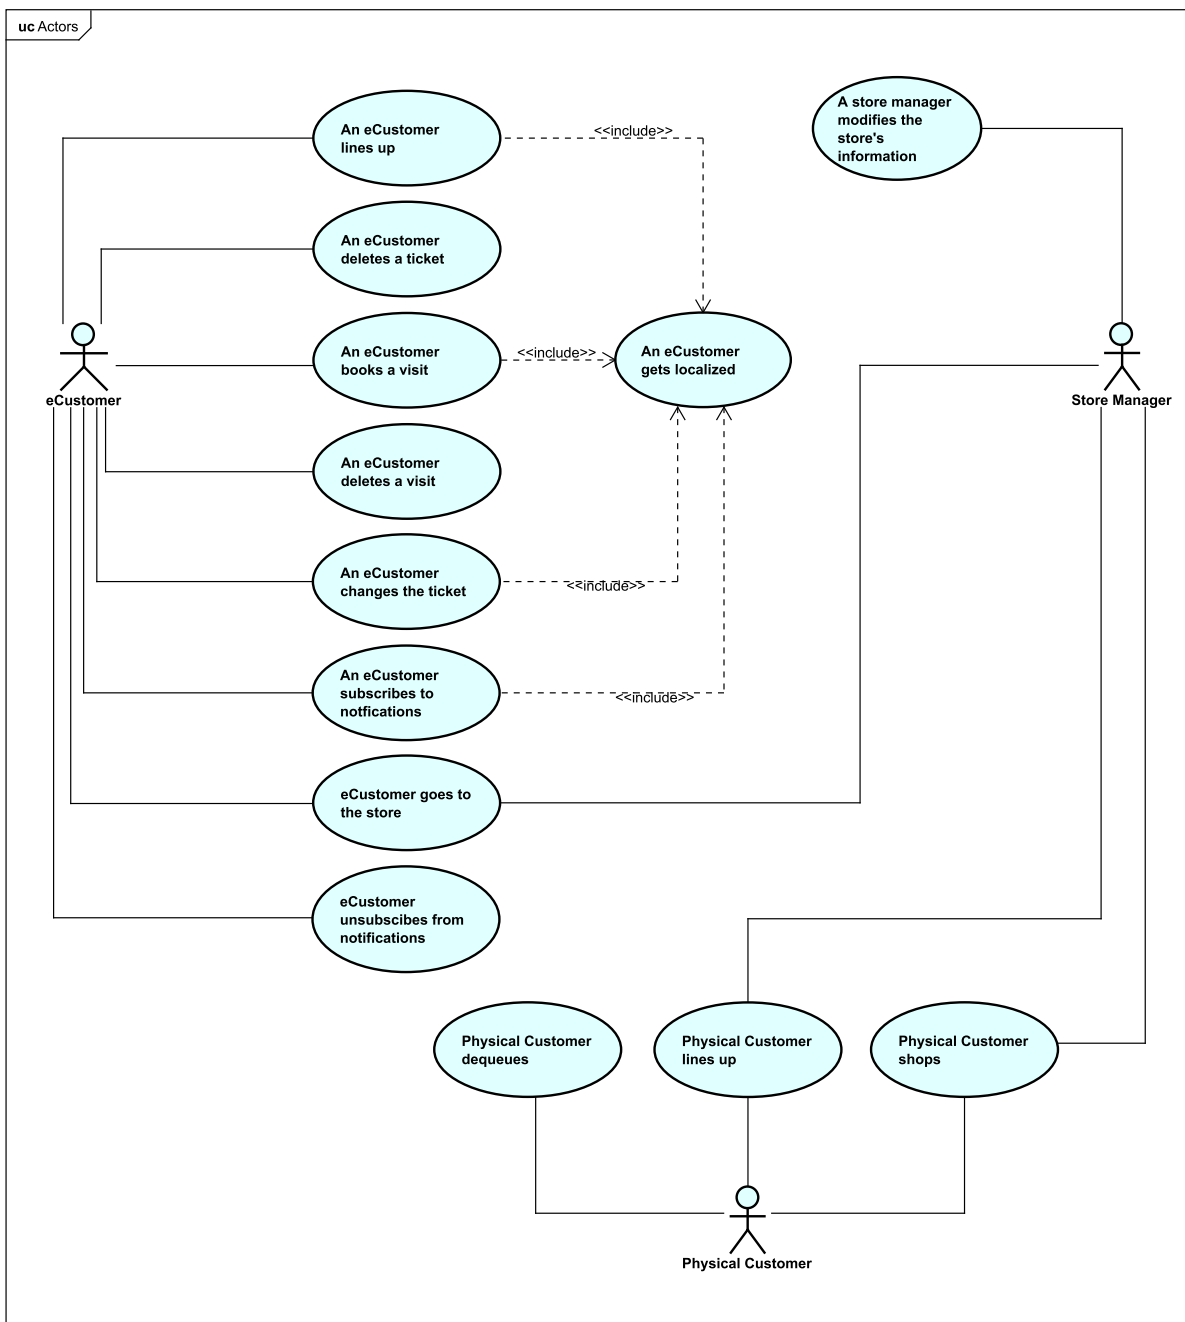 uc Actors
An eCustomer
lines up
<<include>>
A store manager
modifies the
store's
information
An eCustomer
deletes a ticket
An eCustomer
books a visit
<<include>>
An eCustomer
gets localized
eCustomer
Store Manager
An eCustomer
deletes a visit
An eCustomer
changes the ticket
<<include>>
An eCustomer
subscribes to
notfications
<<include>>
eCustomer goes to
the store
eCustomer
unsubscibes from
notifications
Physical Customer
dequeues
Physical Customer
lines up
Physical Customer
shops
Physical Customer